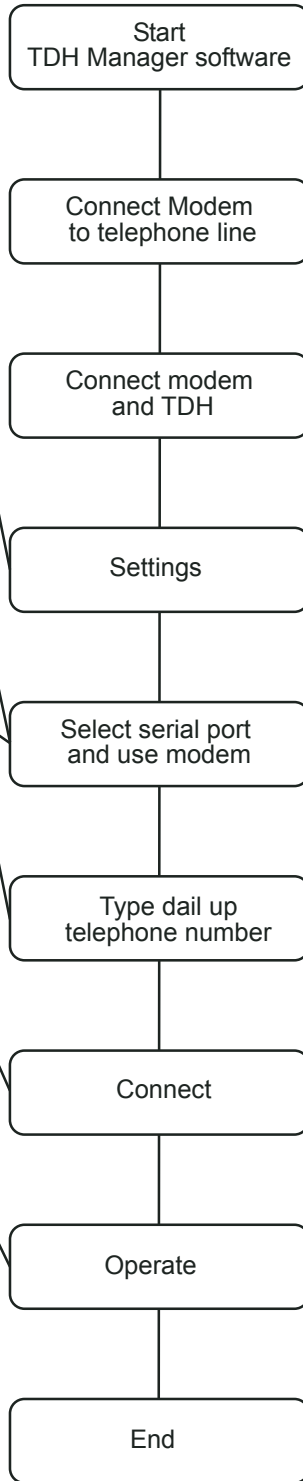 Start
TDH Manager software
Connect Modem
to telephone line
Connect modem
and TDH
Settings
Select serial port
and use modem
Type dail up
telephone number
Connect
Operate
End